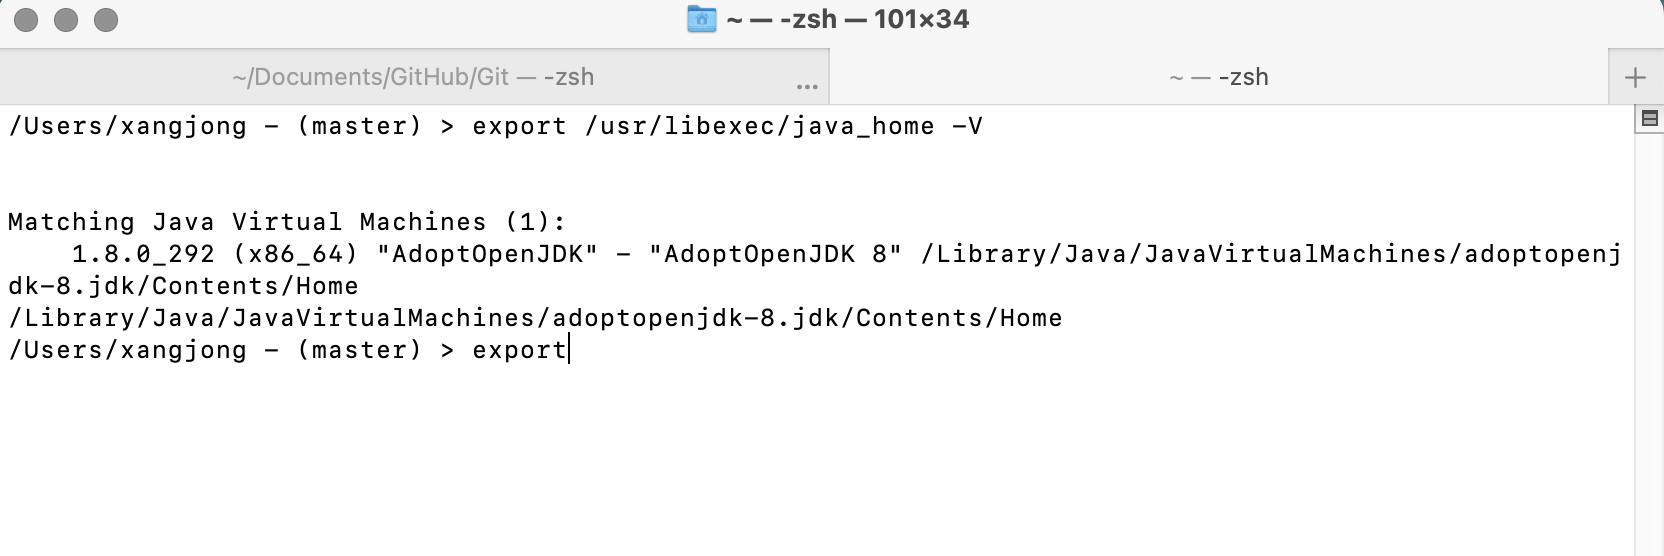 ~ — -zsh — 101×34
~/Documents/GitHub/Git — -zsh ...
~ — -zsh +
/Users/xangjong - (master) > export /usr/libexec/java_home -V
Matching Java Virtual Machines (1):
    1.8.0_292 (x86_64) "AdoptOpenJDK" - "AdoptOpenJDK 8" /Library/Java/JavaVirtualMachines/adoptopenj
dk-8.jdk/Contents/Home
/Library/Java/JavaVirtualMachines/adoptopenjdk-8.jdk/Contents/Home
/Users/xangjong - (master) > export